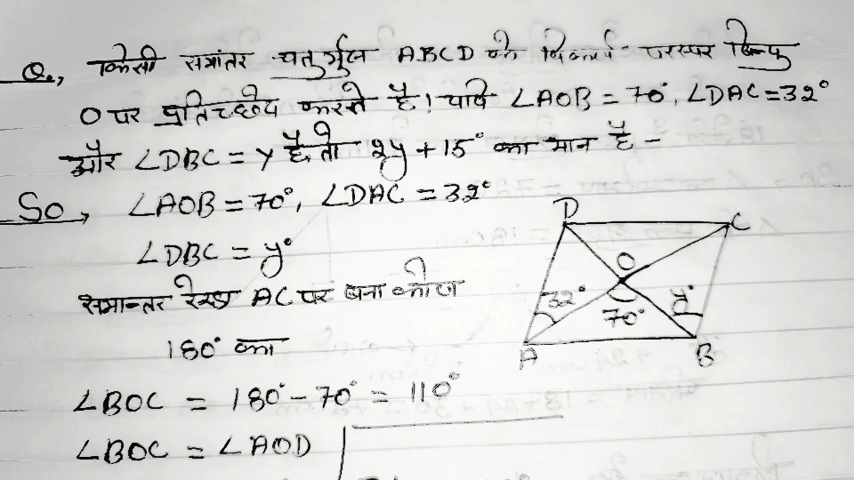 Q., किसी समांतर चतुर्भुज ABCD के विकर्ण परस्पर बिन्दु
O पर प्रतिच्छेद करते है। यदि ∠AOB = 70°, ∠DAC = 32°
और ∠DBC = y है, तो 2y + 15° का मान है -
So, ∠AOB = 70°, ∠DAC = 32°
∠DBC = y°
समान्तर रेखा AC पर बना कोण
180° का
∠BOC = 180° - 70° = 110°
∠BOC = ∠AOD
D
C
O
32°
70°
y°
A
B